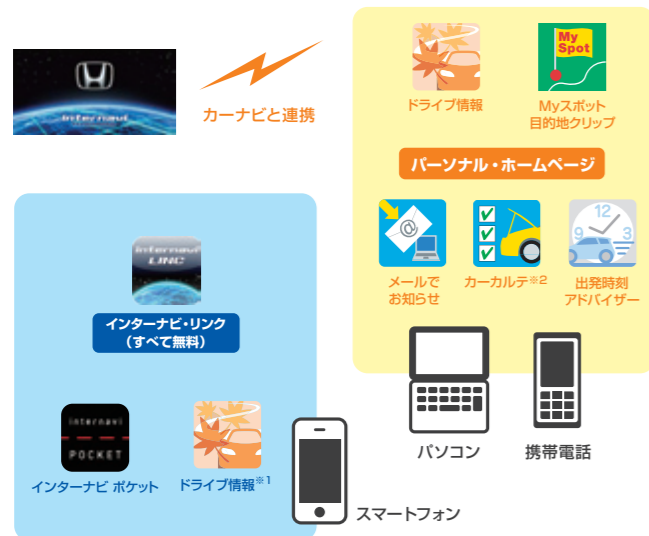 internavi
カーナビと連携
ドライブ情報
My
Spot
Myスポット
目的地クリップ
パーソナル・ホームページ
@
12
9
3
メールで
お知らせ
カーカルテ※2
出発時刻
アドバイザー
internavi
LINC
インターナビ・リンク
(すべて無料)
internavi
POCKET
インターナビ ポケット
ドライブ情報※1
パソコン
携帯電話
スマートフォン